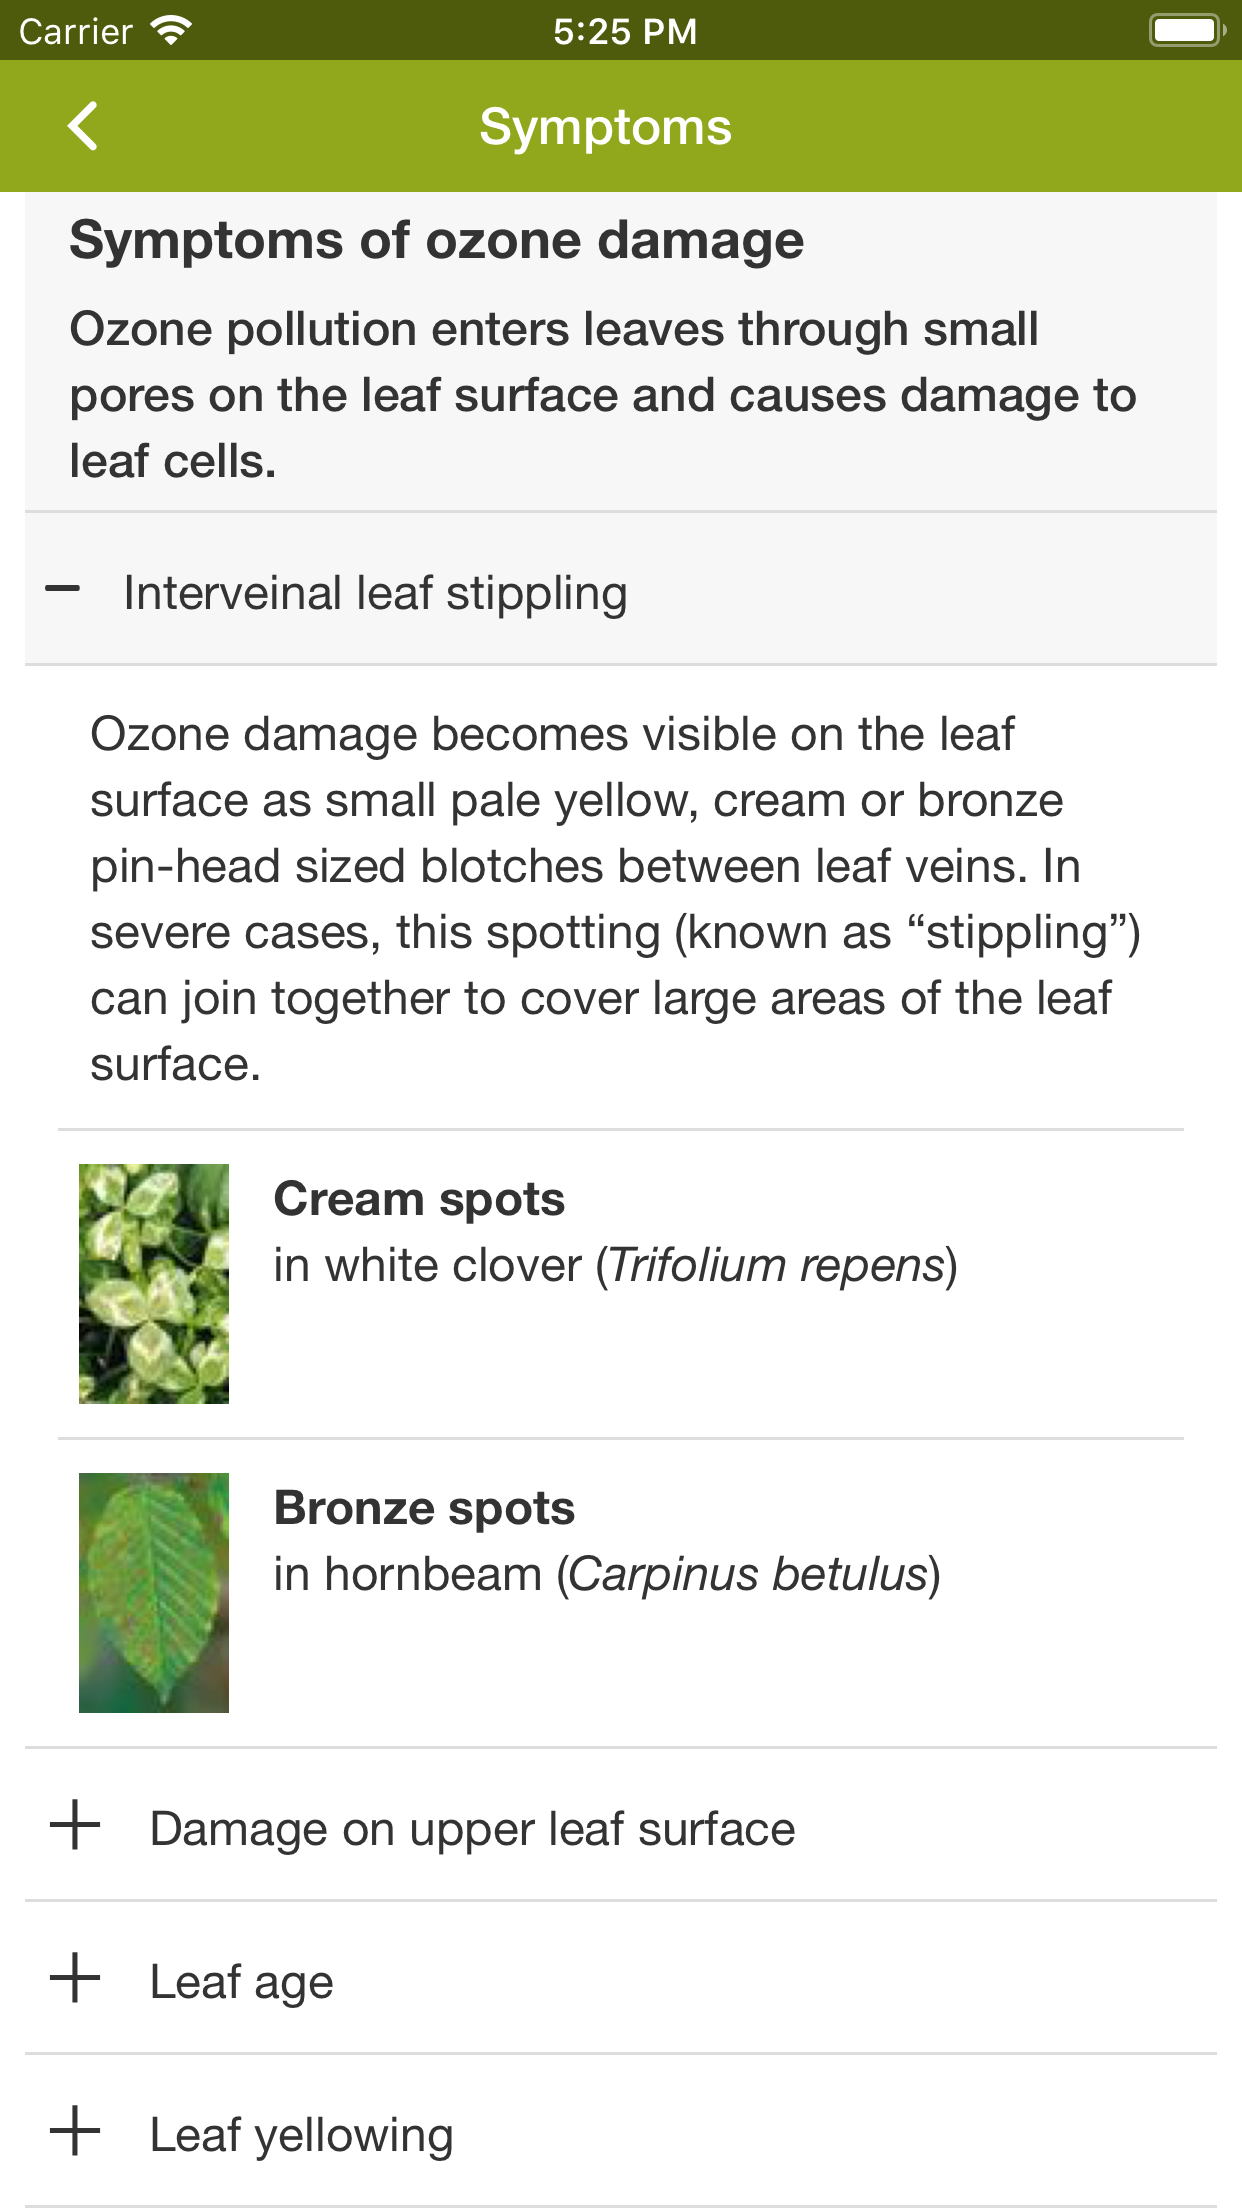 Carrier
5:25 PM
Symptoms
Symptoms of ozone damage
Ozone pollution enters leaves through small
pores on the leaf surface and causes damage to
leaf cells.
Interveinal leaf stippling
Ozone damage becomes visible on the leaf
surface as small pale yellow, cream or bronze
pin-head sized blotches between leaf veins. In
severe cases, this spotting (known as “stippling”)
can join together to cover large areas of the leaf
surface.
Cream spots
in white clover (Trifolium repens)
Bronze spots
in hornbeam (Carpinus betulus)
Damage on upper leaf surface
Leaf age
Leaf yellowing